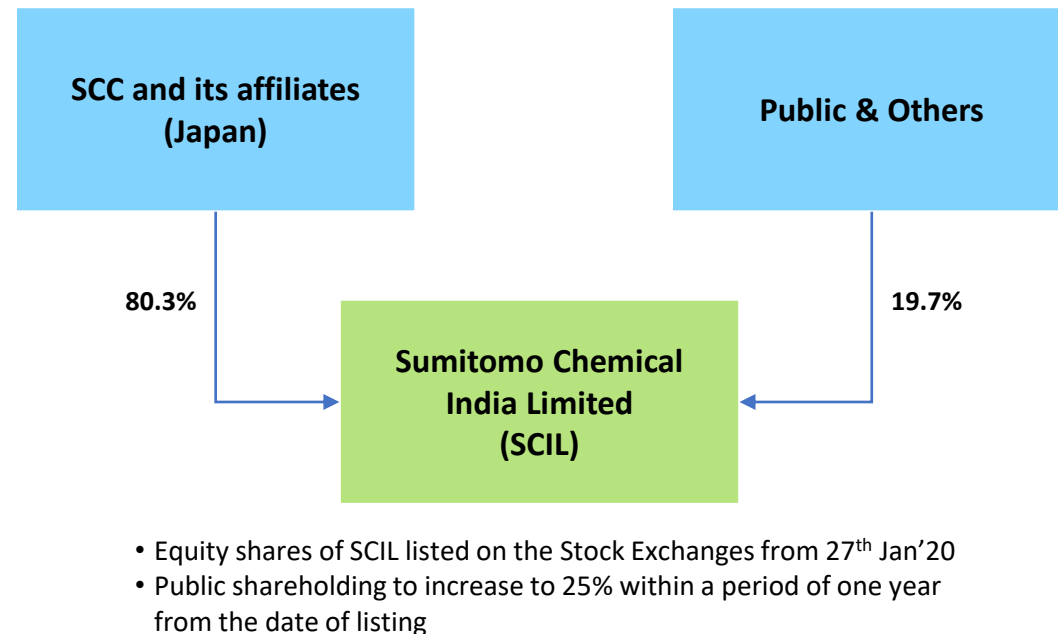 SCC and its affiliates
(Japan)
Public & Others
80.3%
19.7%
Sumitomo Chemical
India Limited
(SCIL)
• Equity shares of SCIL listed on the Stock Exchanges from 27th Jan'20
• Public shareholding to increase to 25% within a period of one year
from the date of listing